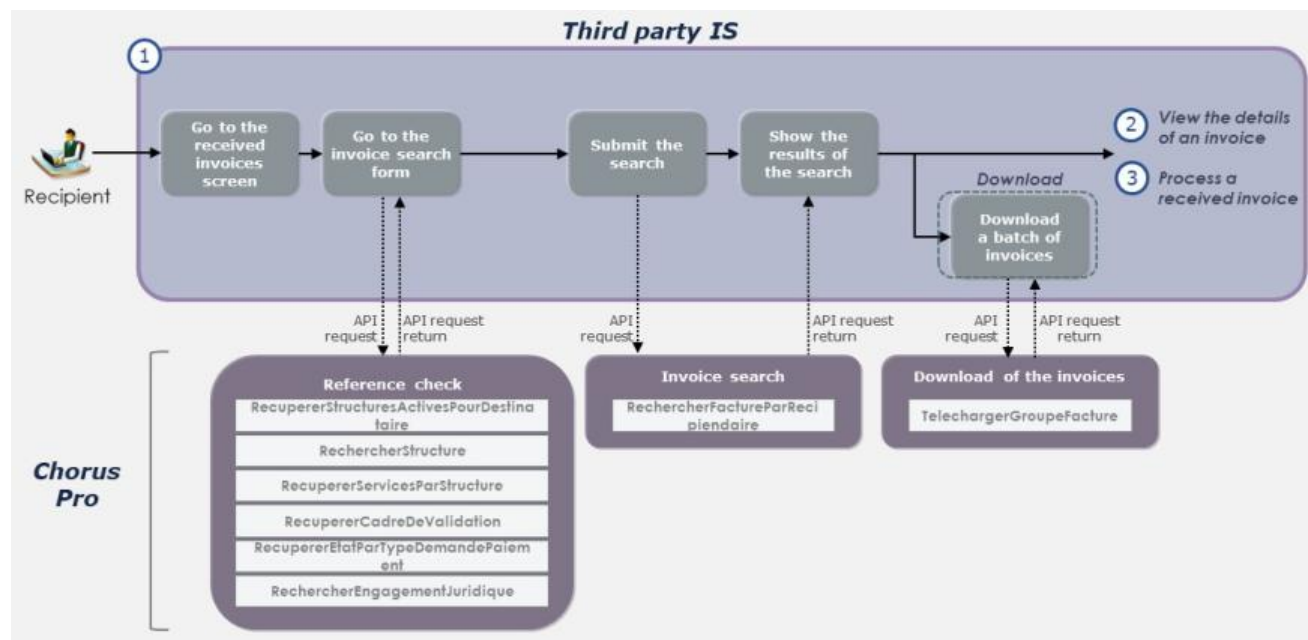 Third party IS
1
Go to the
received
invoices
screen
Go to the
invoice search
form
Submit the
search
Show the
results of
the search
2
View the details
of an invoice
3
Process a
received invoice
Recipient
Download
Download
a batch of
invoices
API
request
API request
return
API
request
API request
return
API
request
API request
return
Chorus
Pro
Reference check
RecupererStructuresActivesPourDestina
taire
RechercherStructure
RecupererServicesParStructure
RecupererCadreDeValidation
RecupererEtatParTypeDemandePaiem
ent
RechercherEngagementJuridique
Invoice search
RechercherFactureParReci
piendaire
Download of the invoices
TelechargerGroupeFacture